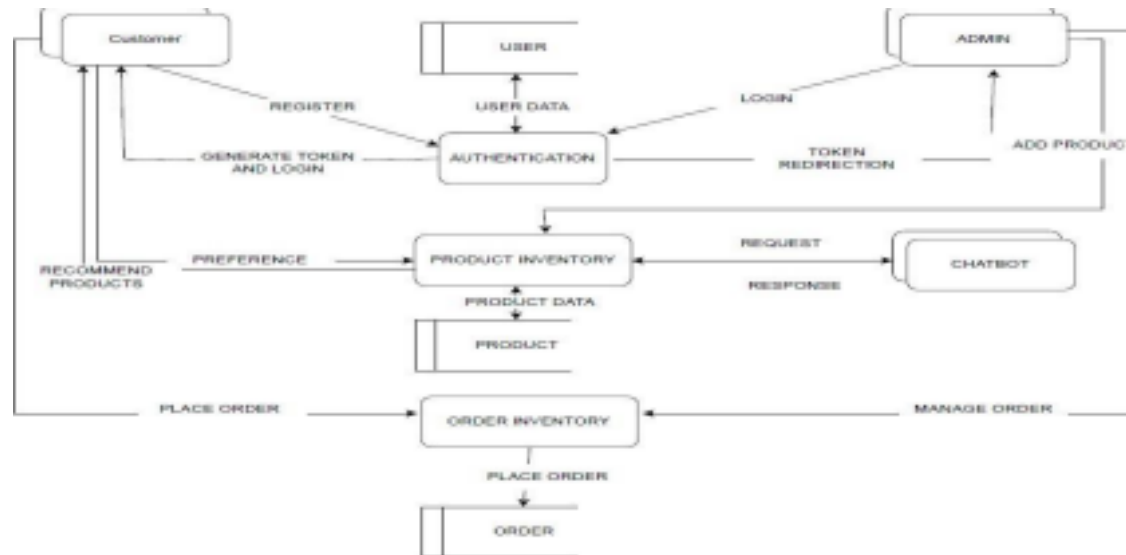 Customer
USER
ADMIN
REGISTER
USER DATA
LOGIN
GENERATE TOKEN
AND LOGIN
AUTHENTICATION
TOKEN
REDIRECTION
ADD PRODUCT
PREFERENCE
PRODUCT INVENTORY
REQUEST
RESPONSE
CHATBOT
RECOMMEND
PRODUCTS
PRODUCT DATA
PRODUCT
PLACE ORDER
ORDER INVENTORY
MANAGE ORDER
PLACE ORDER
ORDER